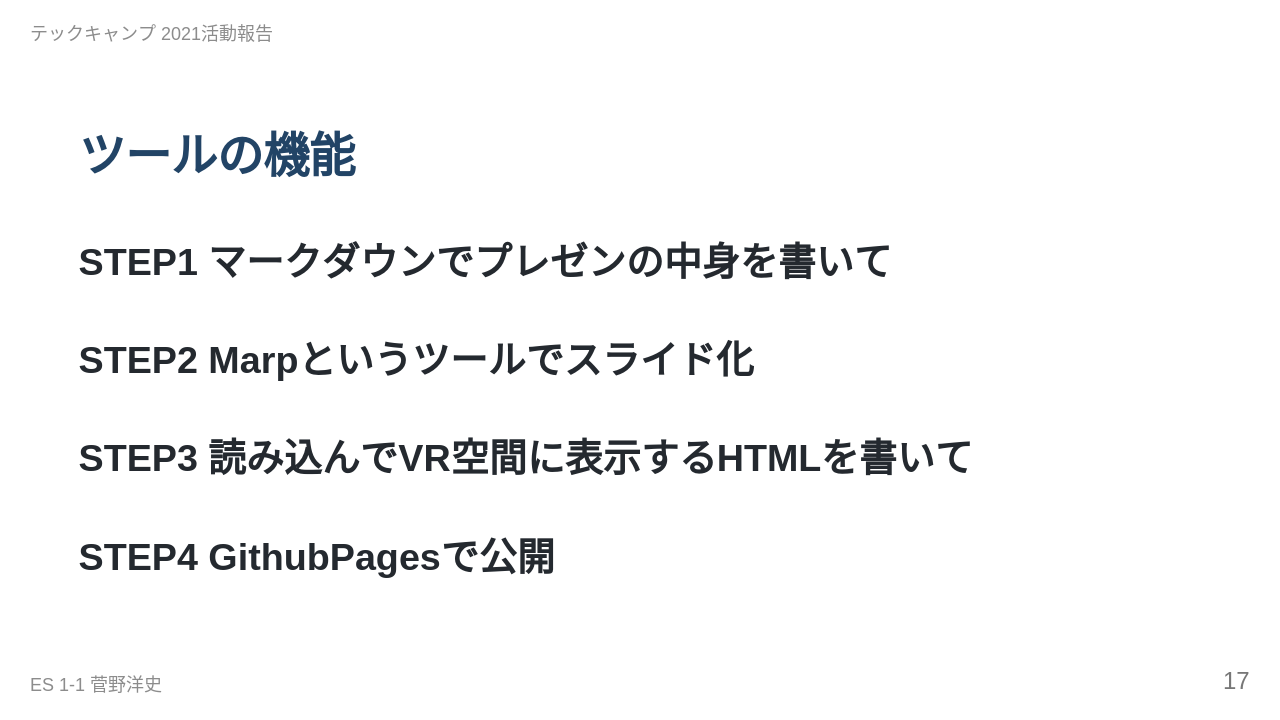 テックキャンプ 2021活動報告
ツールの機能
STEP1 マークダウンでプレゼンの中身を書いて
STEP2 Marpというツールでスライド化
STEP3 読み込んでVR空間に表示するHTMLを書いて
STEP4 GithubPagesで公開
ES 1-1 菅野洋史
17